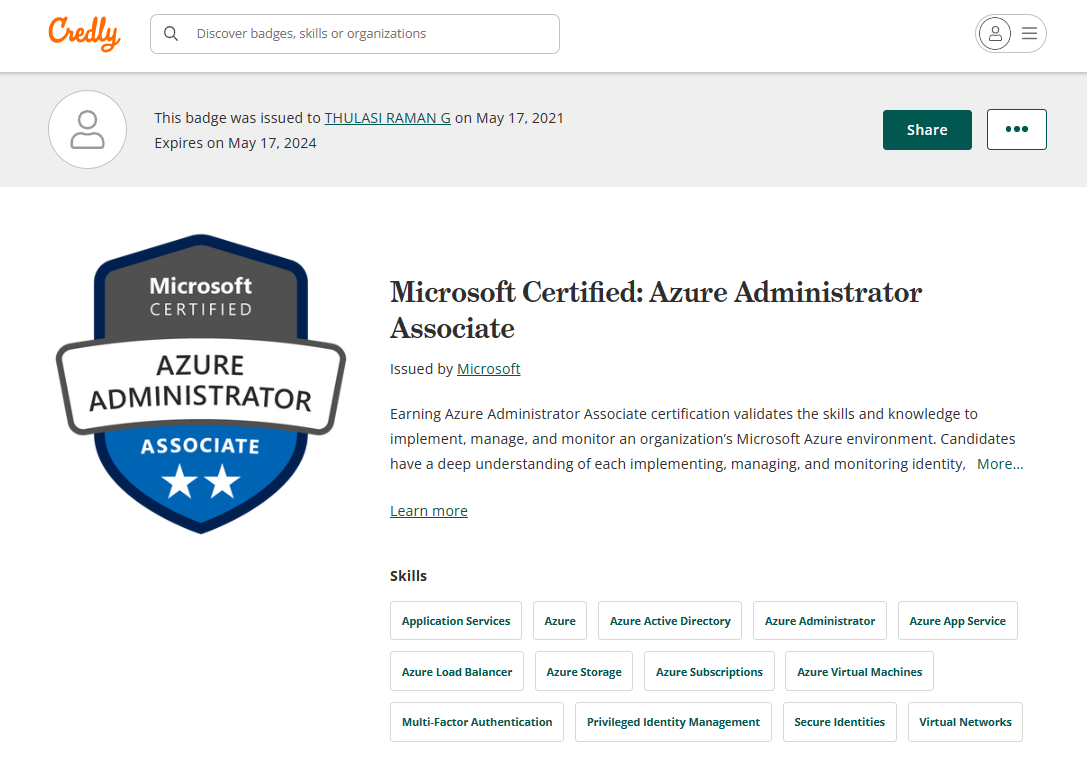 Credly
Discover badges, skills or organizations
This badge was issued to THULASI RAMAN G on May 17, 2021
Expires on May 17, 2024
Share
•••
Microsoft
CERTIFIED
AZURE
ADMINISTRATOR
ASSOCIATE
Microsoft Certified: Azure Administrator
Associate
Issued by Microsoft
Earning Azure Administrator Associate certification validates the skills and knowledge to
implement, manage, and monitor an organization’s Microsoft Azure environment. Candidates
have a deep understanding of each implementing, managing, and monitoring identity, More...
Learn more
Skills
Application Services Azure Azure Active Directory Azure Administrator Azure App Service
Azure Load Balancer Azure Storage Azure Subscriptions Azure Virtual Machines
Multi-Factor Authentication Privileged Identity Management Secure Identities Virtual Networks